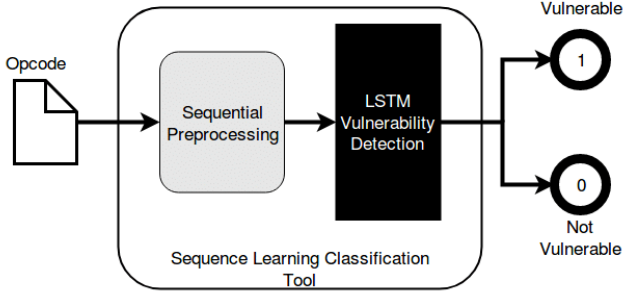 Vulnerable
Opcode
1
Sequential
Preprocessing
LSTM
Vulnerability
Detection
0
Not
Vulnerable
Sequence Learning Classification
Tool